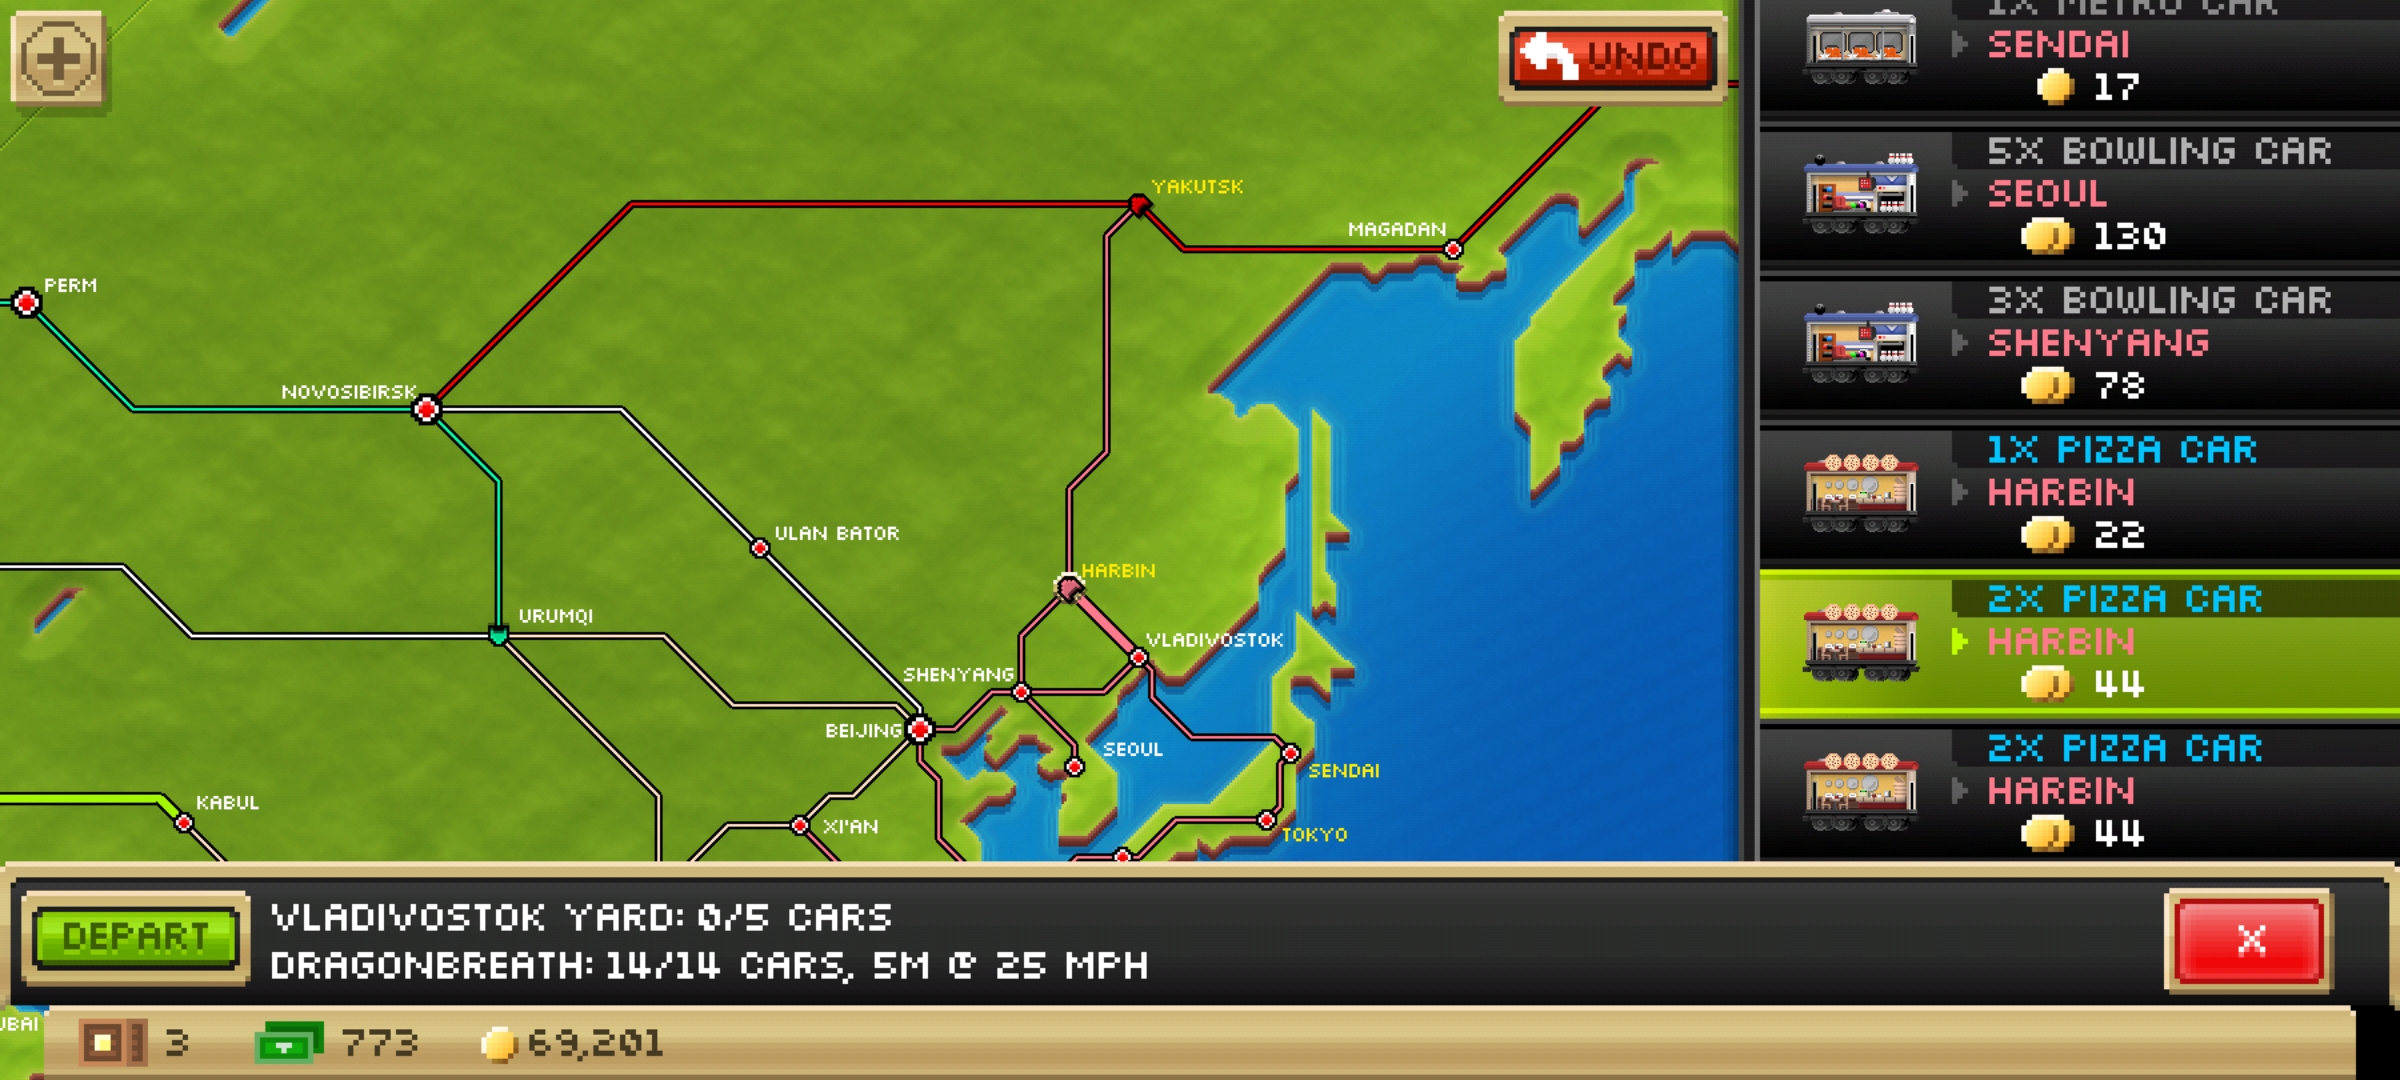 UNDO
YAKUTSK
MAGADAN
PERM
NOVOSIBIRSK
ULAN BATOR
HARBIN
URUMQI
VLADIVOSTOK
SHENYANG
BEIJING
SEOUL
SENDAI
KABUL
XI'AN
TOKYO
1X METRO CAR
SENDAI
17
5X BOWLING CAR
SEOUL
130
3X BOWLING CAR
SHENYANG
78
1X PIZZA CAR
HARBIN
22
2X PIZZA CAR
HARBIN
44
2X PIZZA CAR
HARBIN
44
DEPART
VLADIVOSTOK YARD: 0/5 CARS
DRAGONBREATH: 14/14 CARS, 5M @ 25 MPH
X
3
773
69,201